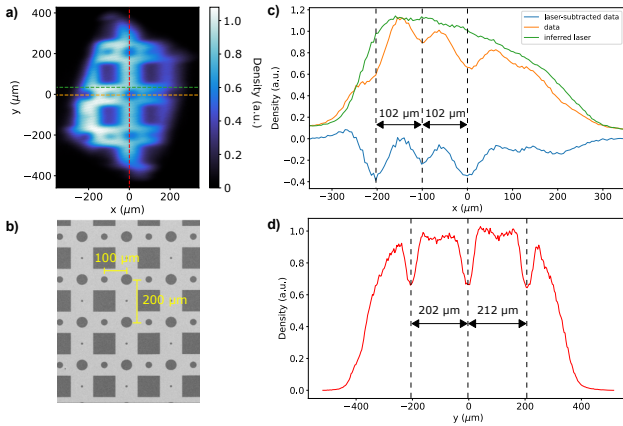 a)
400
300
200
100
0
−100
−200
−300
−400
y (μm)
−200
0
200
x (μm)
1.0
0.8
0.6
0.4
0.2
0
Density (a.u.)
b)
100 μm
200 μm
c)
laser-subtracted data
data
inferred laser
1,2
1.0
0.8
0.6
0.4
0.2
0.0
−0.2
−0,4
Density (a.u.)
102 μm
102 μm
−300
−200
−100
0
100
200
300
x (μm)
d)
1.0
0.8
0.6
0.4
0.2
0.0
Density (a.u.)
202 μm
212 μm
−400
−200
0
200
400
y (μm)